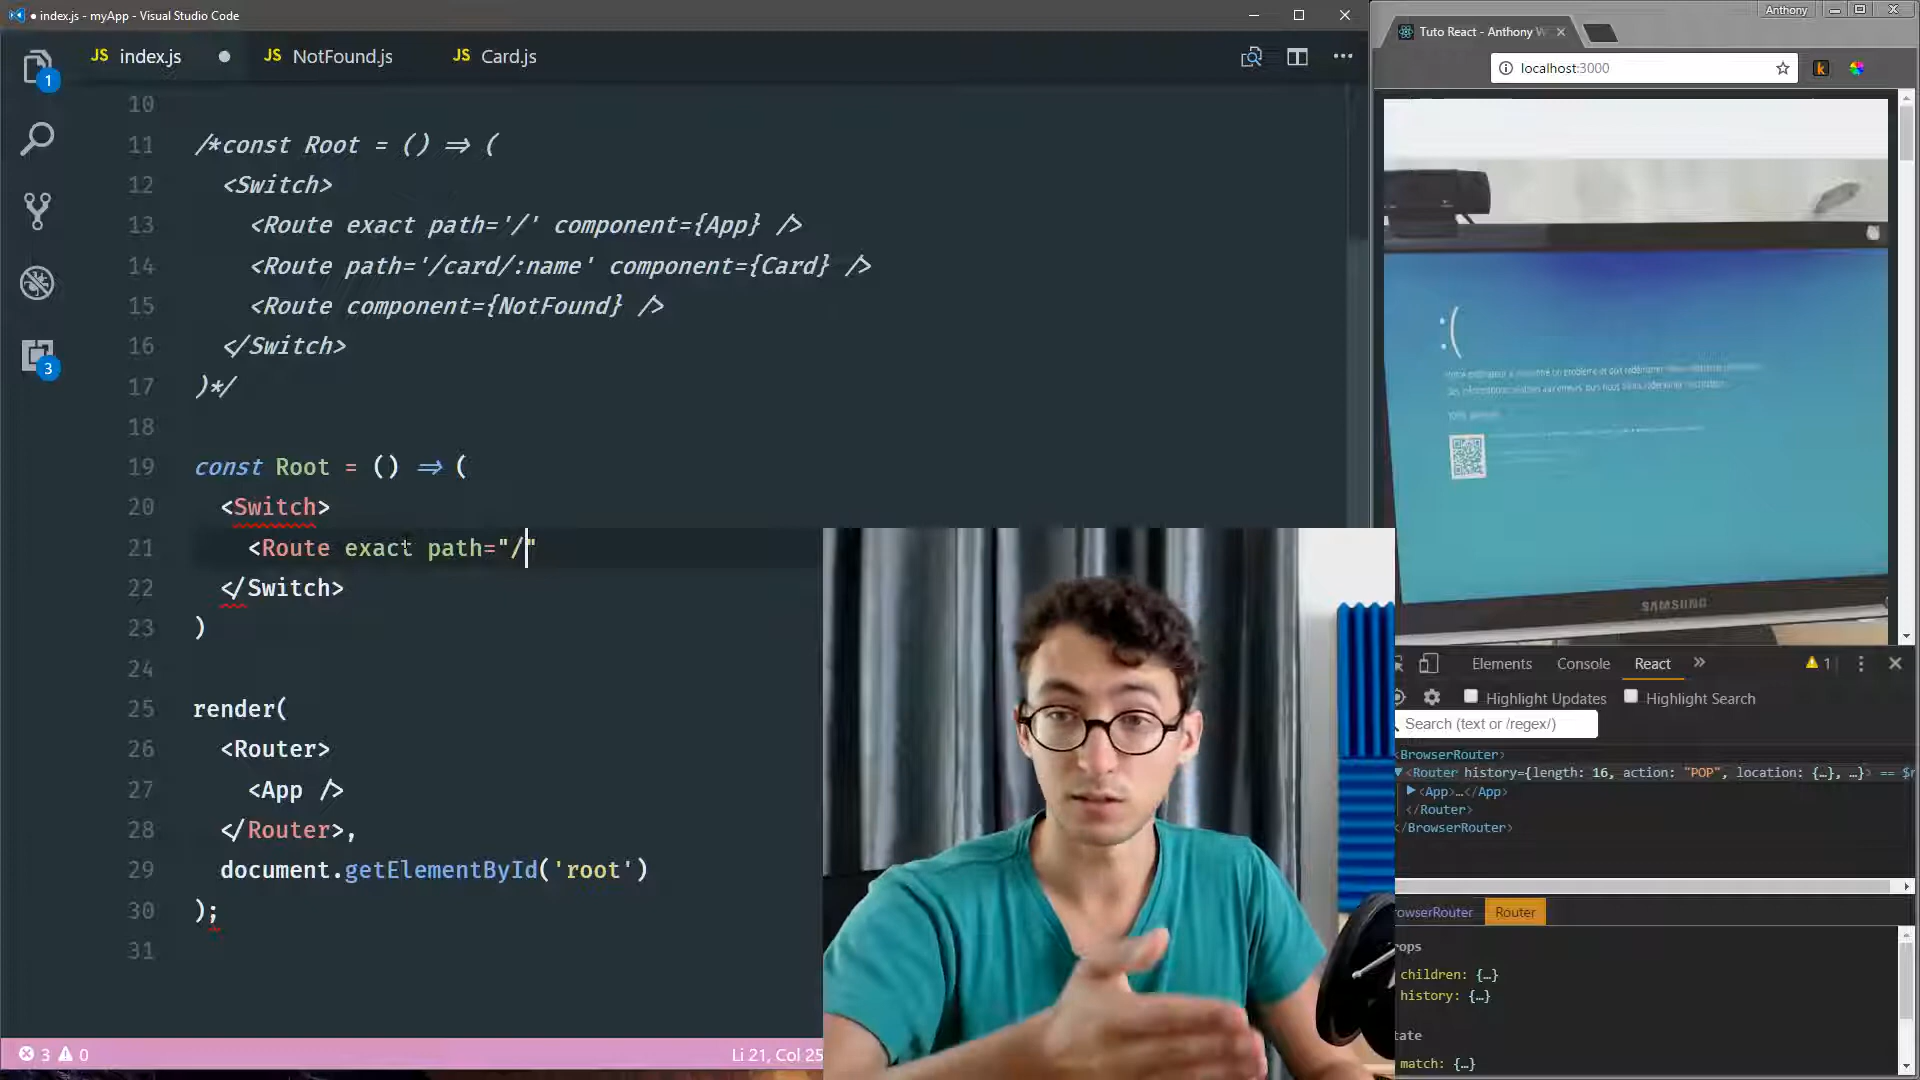 ● index.js - myApp - Visual Studio Code
JS index.js
JS NotFound.js
JS Card.js
1
3
10
11 /*const Root = () => (
12 <Switch>
13 <Route exact path='/' component={App} />
14 <Route path='/card/:name' component={Card} />
15 <Route component={NotFound} />
16 </Switch>
17 )*/
18
19 const Root = () => (
20 <Switch>
21 <Route exact path="/"
22 </Switch>
23 )
24
25 render(
26 <Router>
27 <App />
28 </Router>,
29 document.getElementById('root')
30 );
31
3 0
Li 21, Col 25
Anthony
Tuto React - Anthony W
localhost:3000
k
:(
SAMSUNG
Elements Console React » 1
Highlight Updates Highlight Search
Search (text or /regex/)
<BrowserRouter>
<Router history={length: 16, action: "POP", location: {…}, …} == $r
<App>…</App>
</Router>
</BrowserRouter>
owserRouter Router
rops
children: {…}
history: {…}
tate
match: {…}